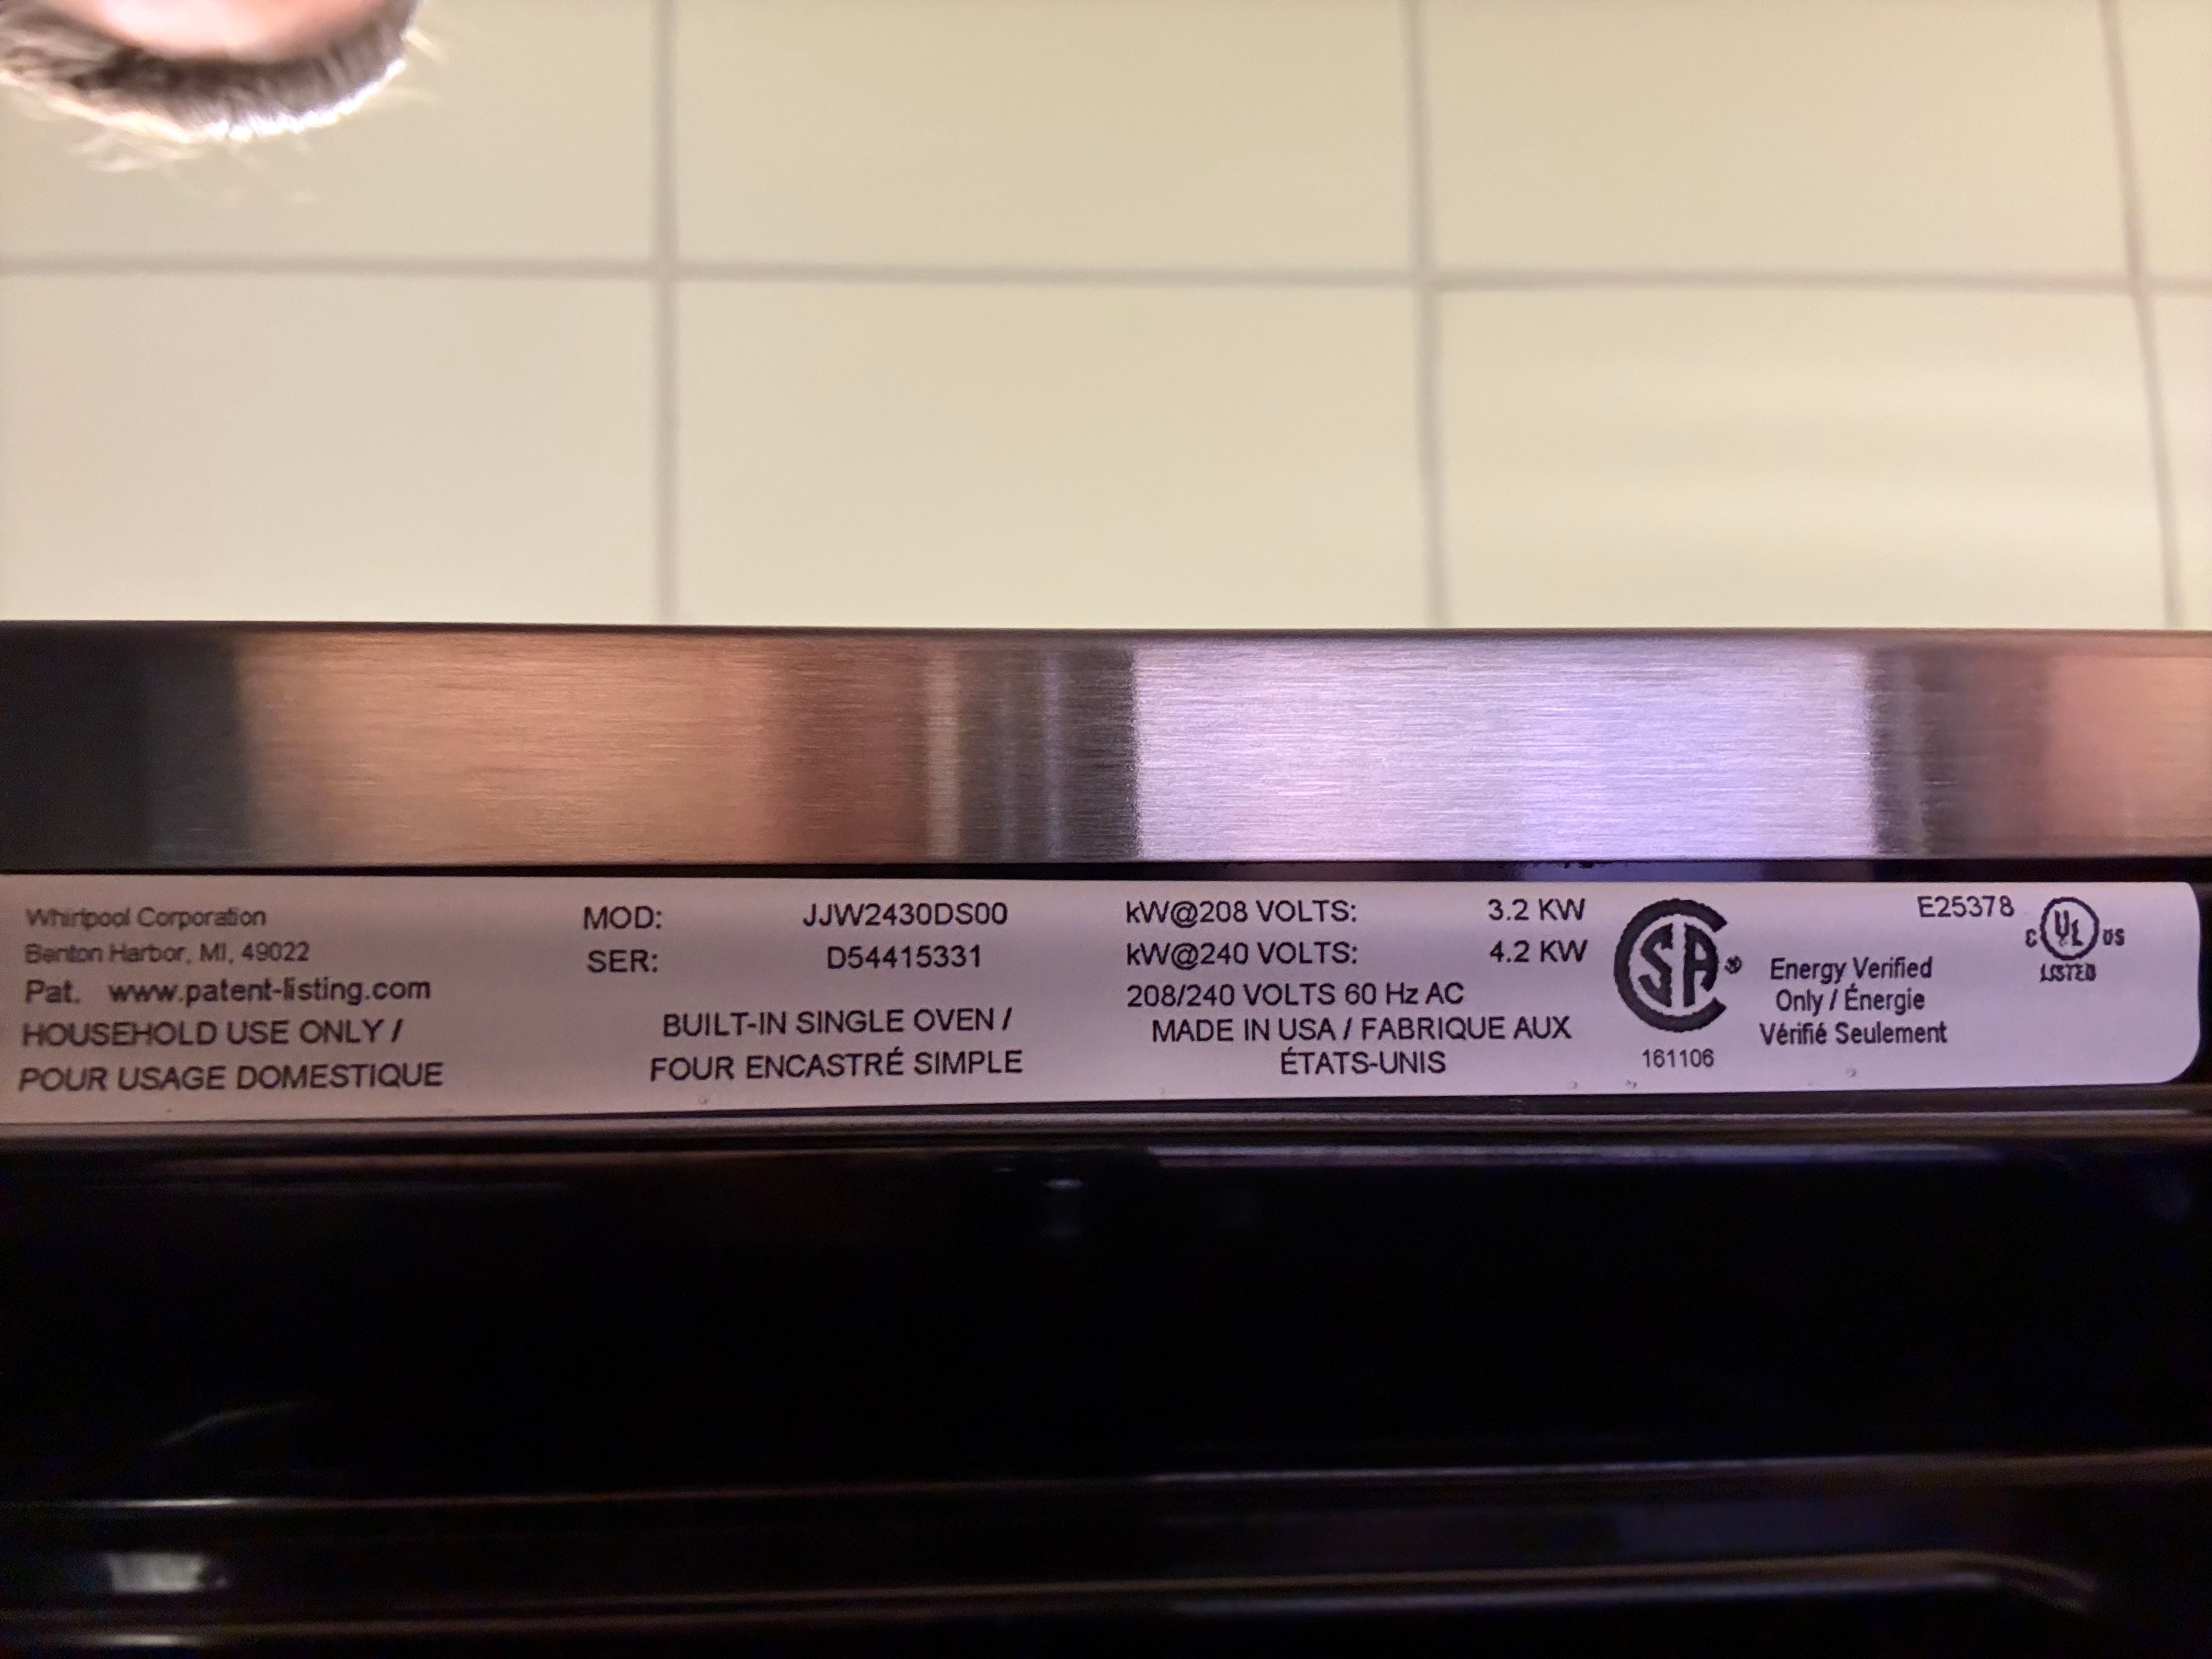 Whirlpool Corporation
Benton Harbor, MI, 49022
Pat. www.patent-listing.com
HOUSEHOLD USE ONLY /
POUR USAGE DOMESTIQUE
MOD: JJW2430DS00
SER: D54415331
BUILT-IN SINGLE OVEN /
FOUR ENCASTRÉ SIMPLE
kW@208 VOLTS: 3.2 KW
kW@240 VOLTS: 4.2 KW
208/240 VOLTS 60 Hz AC
MADE IN USA / FABRIQUE AUX
ÉTATS-UNIS
SA®
161106
Energy Verified
Only / Énergie
Vérifié Seulement
E25378
C UL US
LISTED